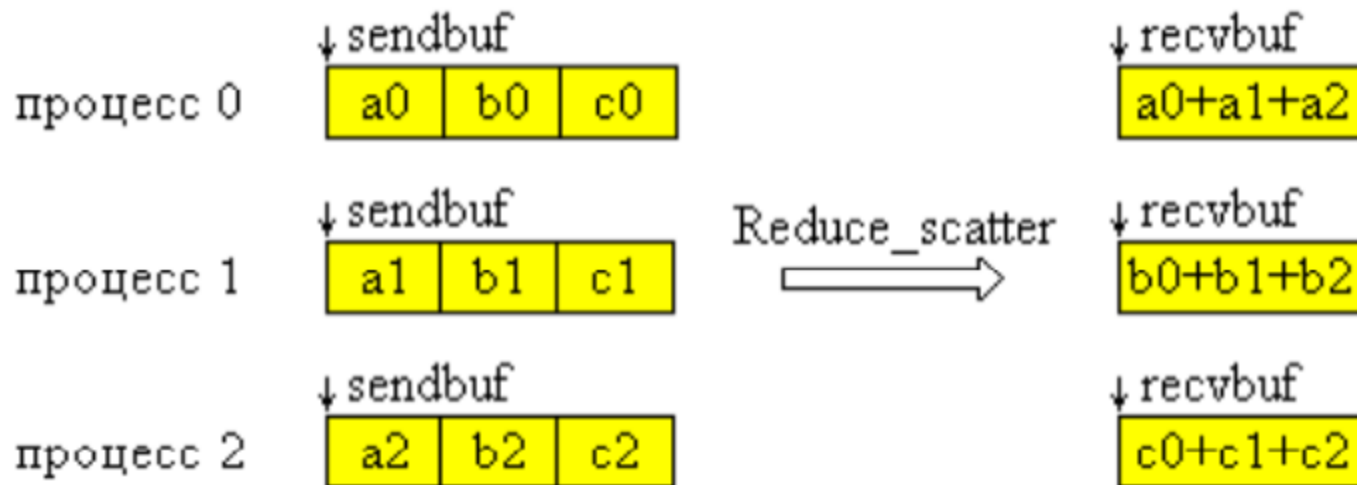 sendbuf recvbuf
процесс 0 a0 b0 c0 a0+a1+a2
sendbuf recvbuf
Reduce_scatter
процесс 1 a1 b1 c1 b0+b1+b2
sendbuf recvbuf
процесс 2 a2 b2 c2 c0+c1+c2